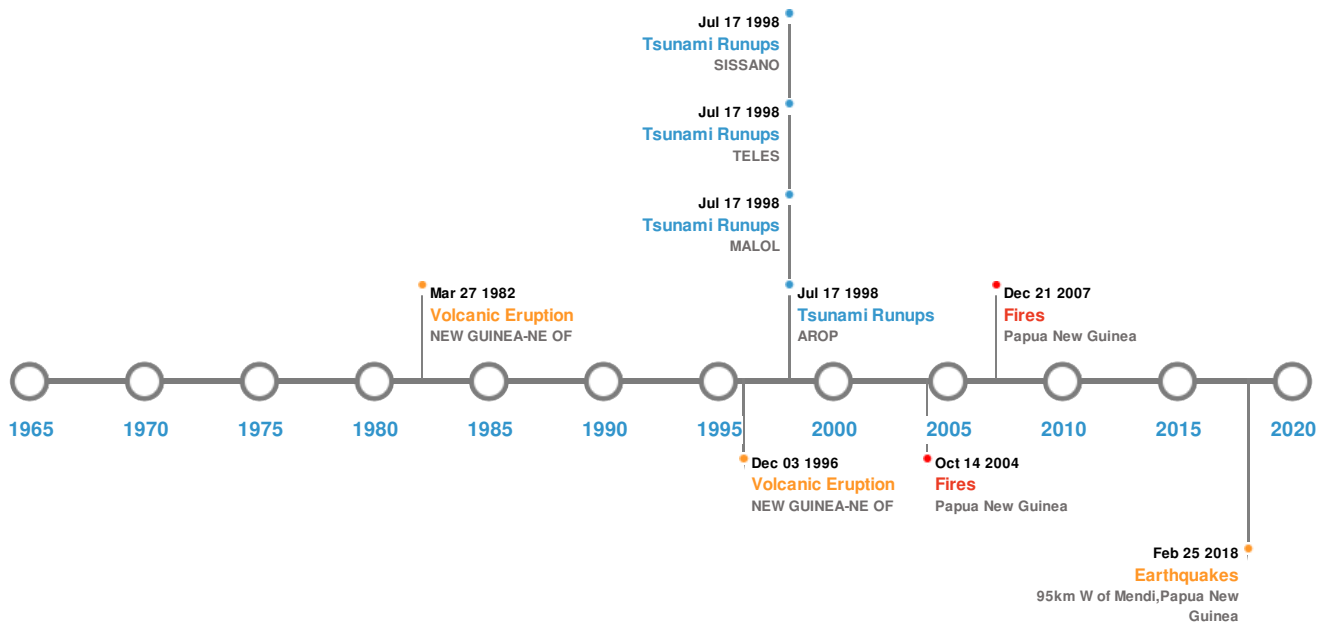 Jul 17 1998
Tsunami Runups
SISSANO
Jul 17 1998
Tsunami Runups
TELES
Jul 17 1998
Tsunami Runups
MALOL
Mar 27 1982
Volcanic Eruption
NEW GUINEA-NE OF
Jul 17 1998
Tsunami Runups
AROP
Dec 21 2007
Fires
Papua New Guinea
1965 1970 1975 1980 1985 1990 1995 2000 2005 2010 2015 2020
Dec 03 1996
Volcanic Eruption
NEW GUINEA-NE OF
Oct 14 2004
Fires
Papua New Guinea
Feb 25 2018
Earthquakes
95km W of Mendi,Papua New
Guinea